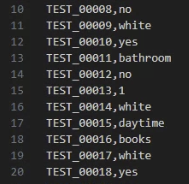 10 TEST_00008,no
11 TEST_00009,white
12 TEST_00010,yes
13 TEST_00011,bathroom
14 TEST_00012,no
15 TEST_00013,1
16 TEST_00014,white
17 TEST_00015,daytime
18 TEST_00016,books
19 TEST_00017,white
20 TEST_00018,yes